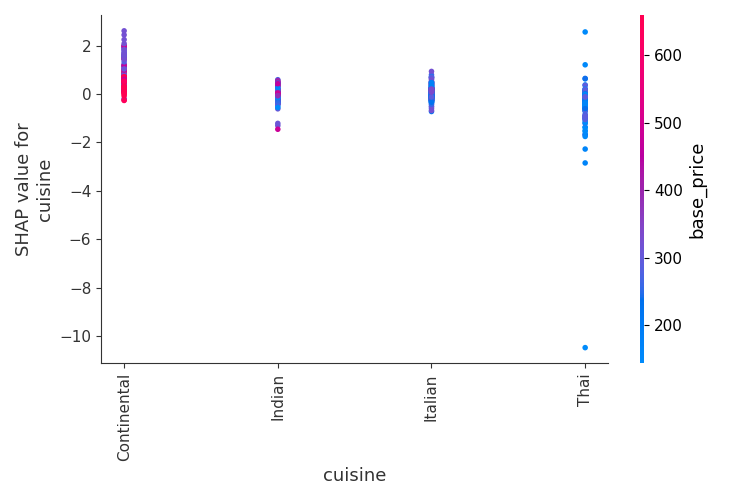 SHAP value for
cuisine
2
0
−2
−4
−6
−8
−10
Continental
Indian
Italian
Thai
cuisine
600
500
400
300
200
base_price